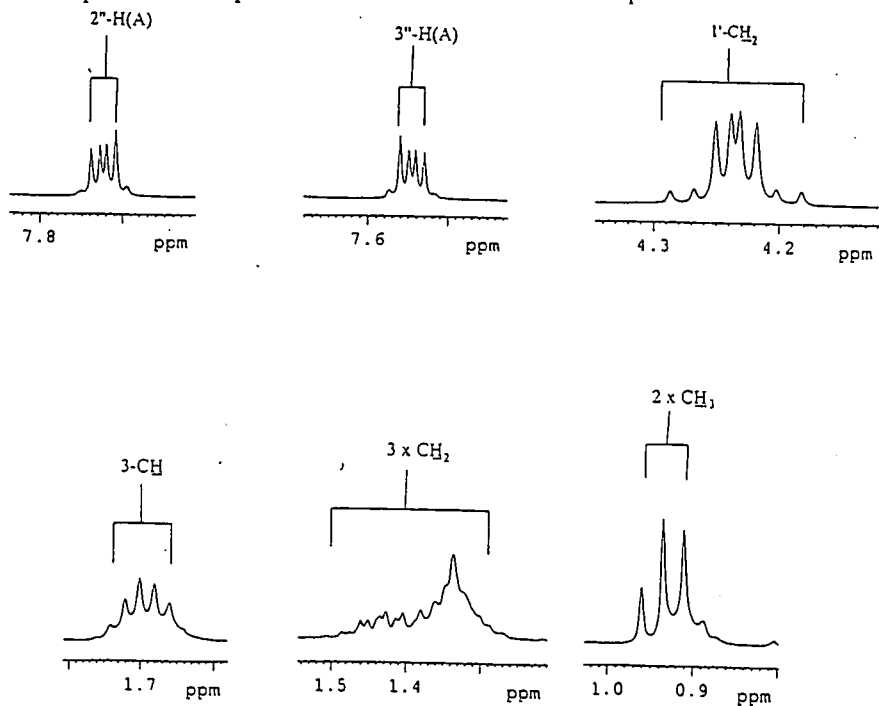 2"-H(A)
3"-H(A)
1'-CH₂
7.8
ppm
7.6
ppm
4.3
4.2
ppm
3-CH
3 x CH₂
2 x CH₃
1.7
ppm
1.5
1.4
ppm
1.0
0.9
ppm